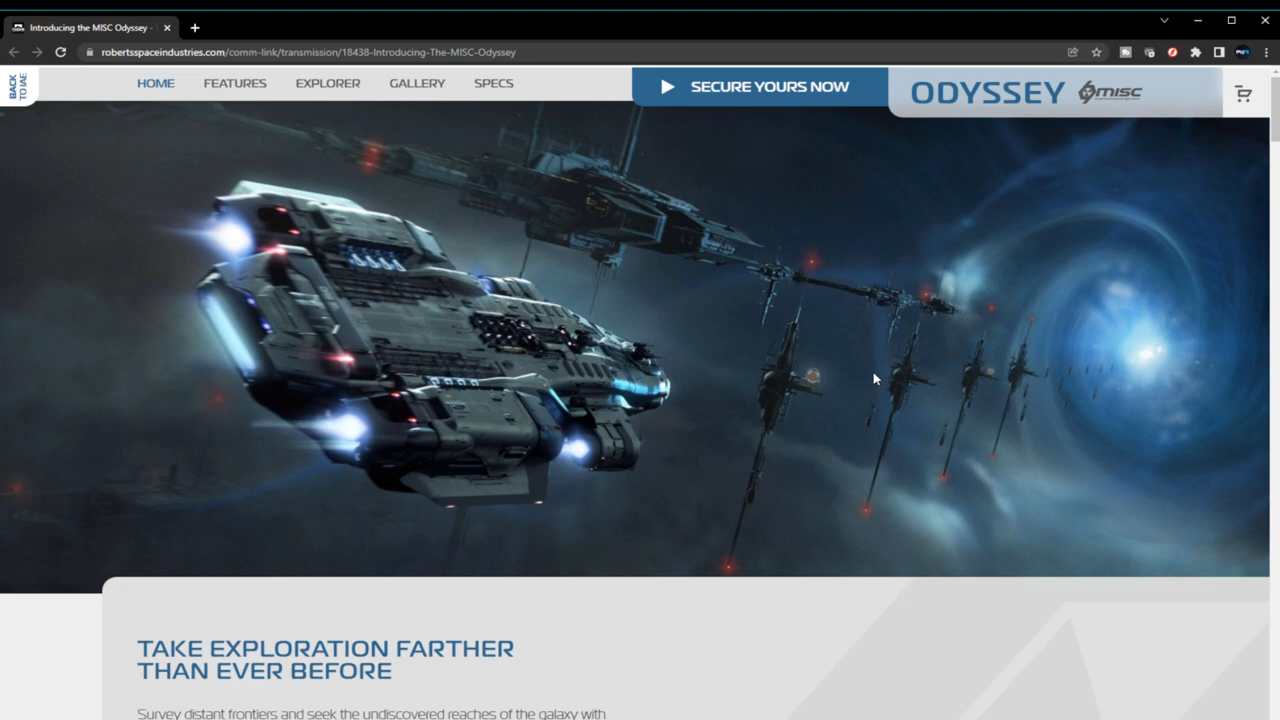 Introducing the MISC Odyssey -
robertsspaceindustries.com/comm-link/transmission/18438-Introducing-The-MISC-Odyssey
BACK
TO IAE
HOME FEATURES EXPLORER GALLERY SPECS
SECURE YOURS NOW
ODYSSEY misc
TAKE EXPLORATION FARTHER
THAN EVER BEFORE
Survey distant frontiers and seek the undiscovered reaches of the galaxy with